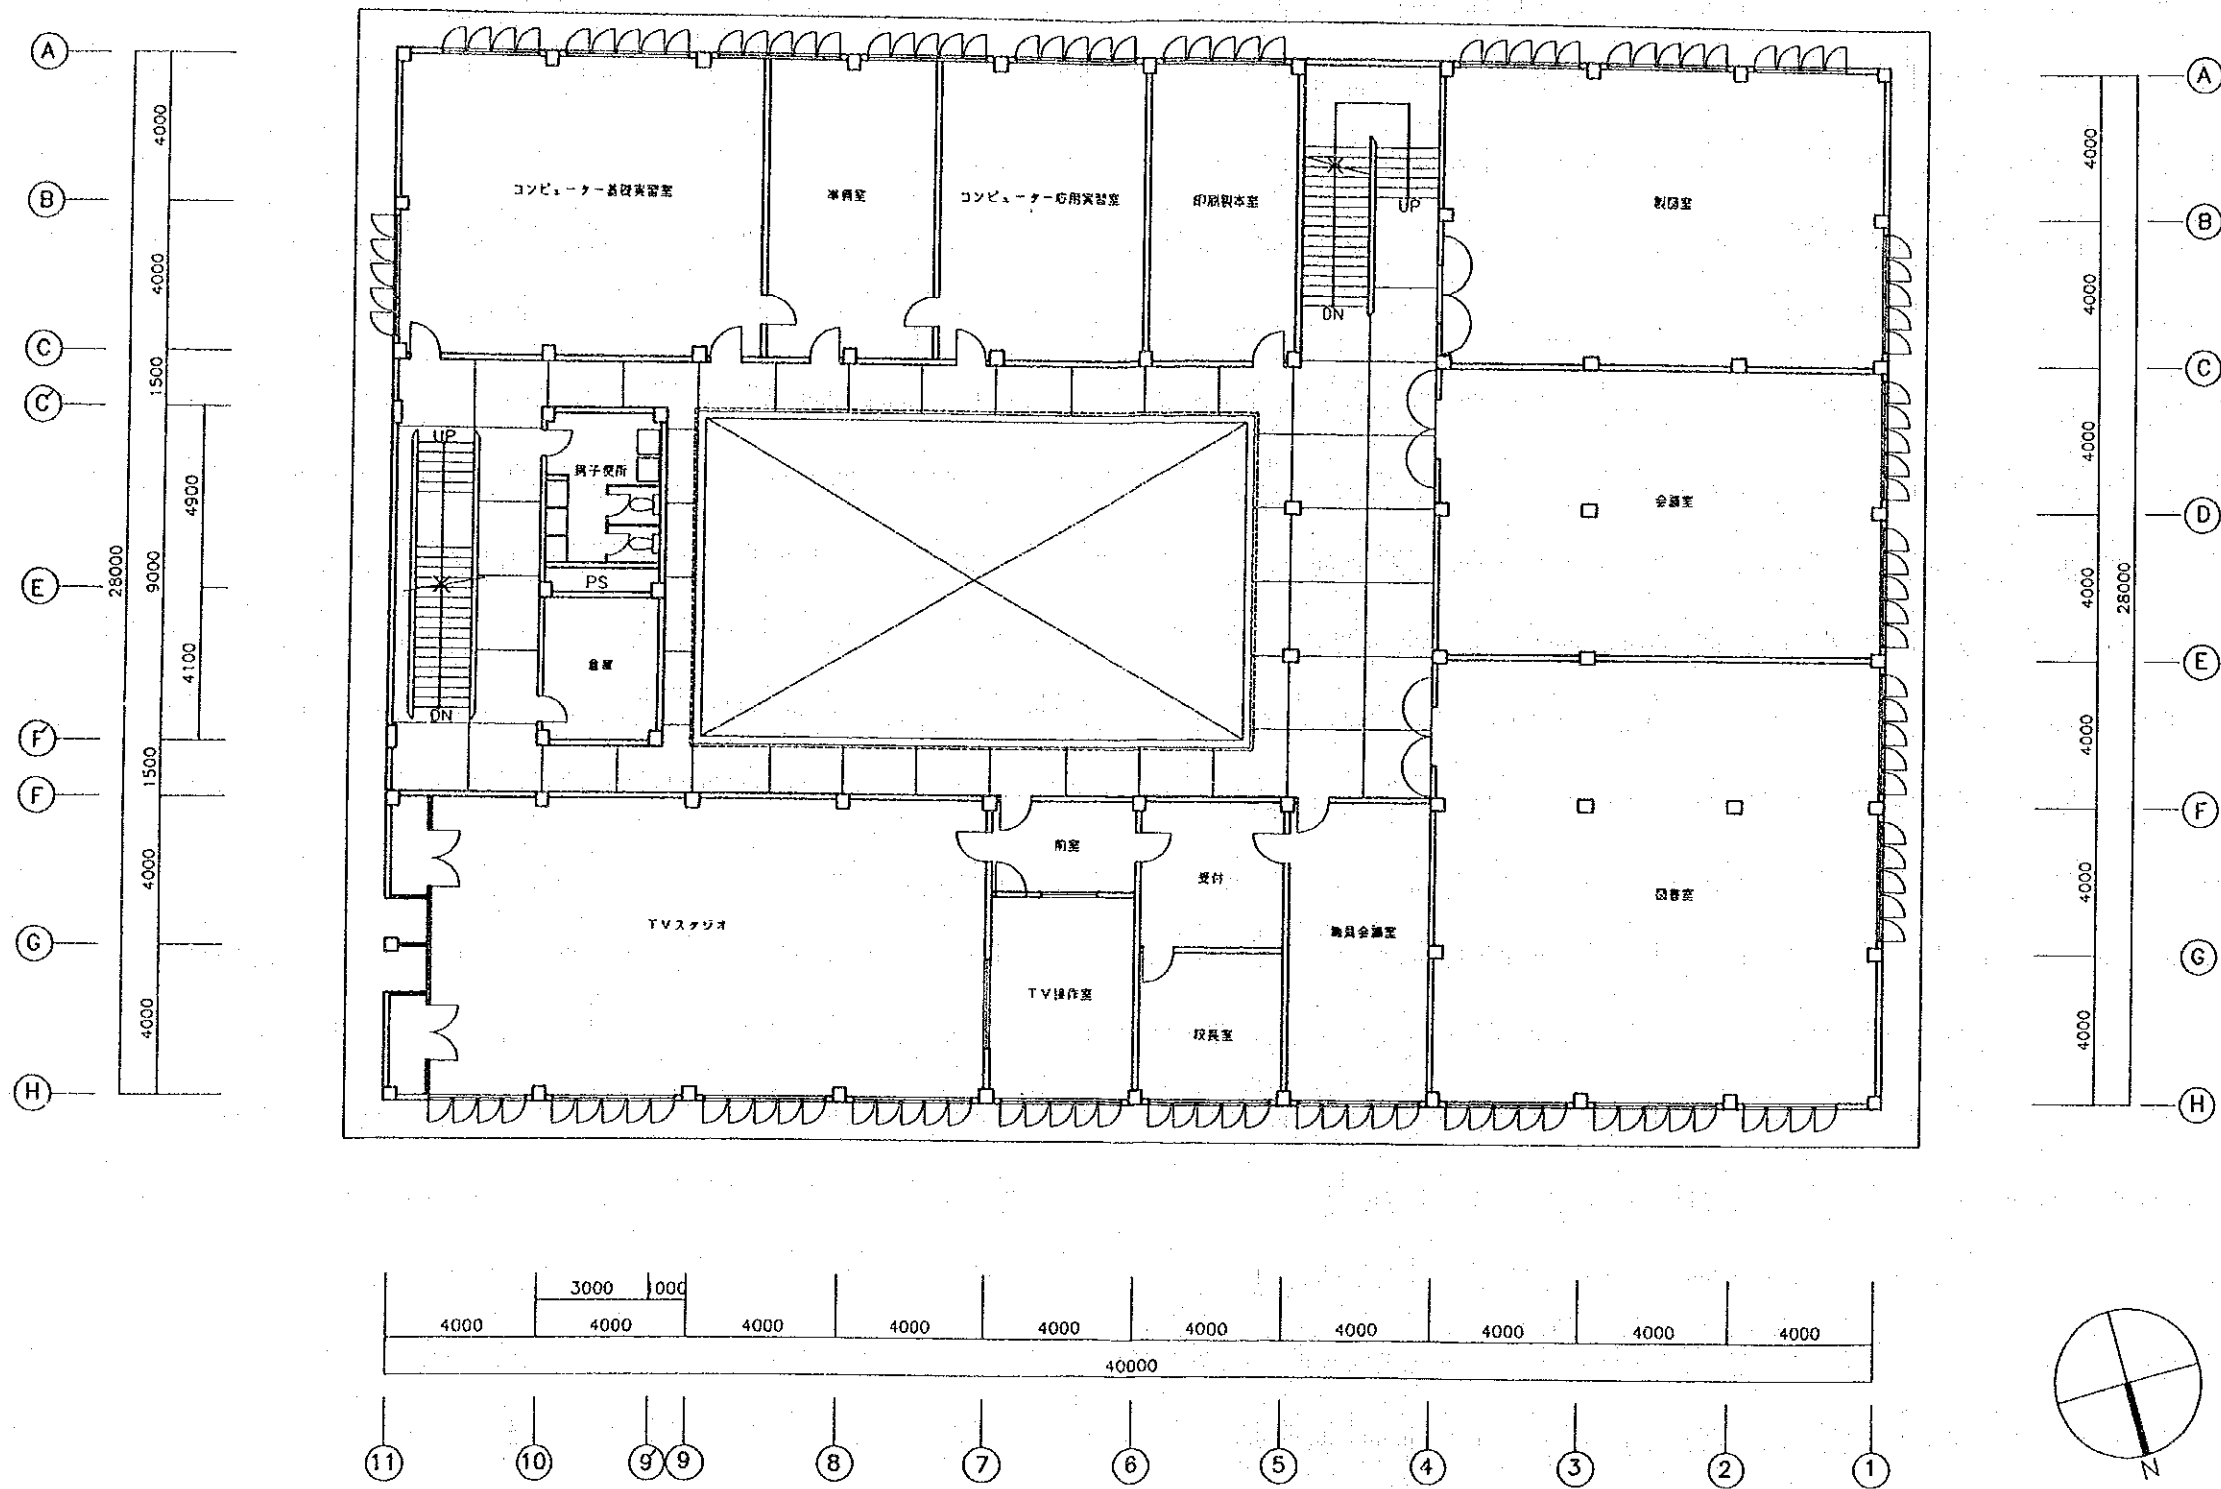 A
A
4000
4000
コンピューター基礎実習室
準備室
コンピューター応用実習室
印刷製本室
製図室
B
UP
B
4000
4000
DN
C
C
1500
C'
UP
4000
男子便所
4900
会議室
D
28000
9000
E
PS
4000
28000
倉庫
4100
E
DN
F'
4000
1500
F
F
前室
4000
受付
4000
図書室
TVスタジオ
職員会議室
G
G
TV操作室
校長室
4000
4000
H
H
3000
1000
4000
4000
4000
4000
4000
4000
4000
4000
4000
4000
40000
11
10
9'
9
8
7
6
5
4
3
2
1
N